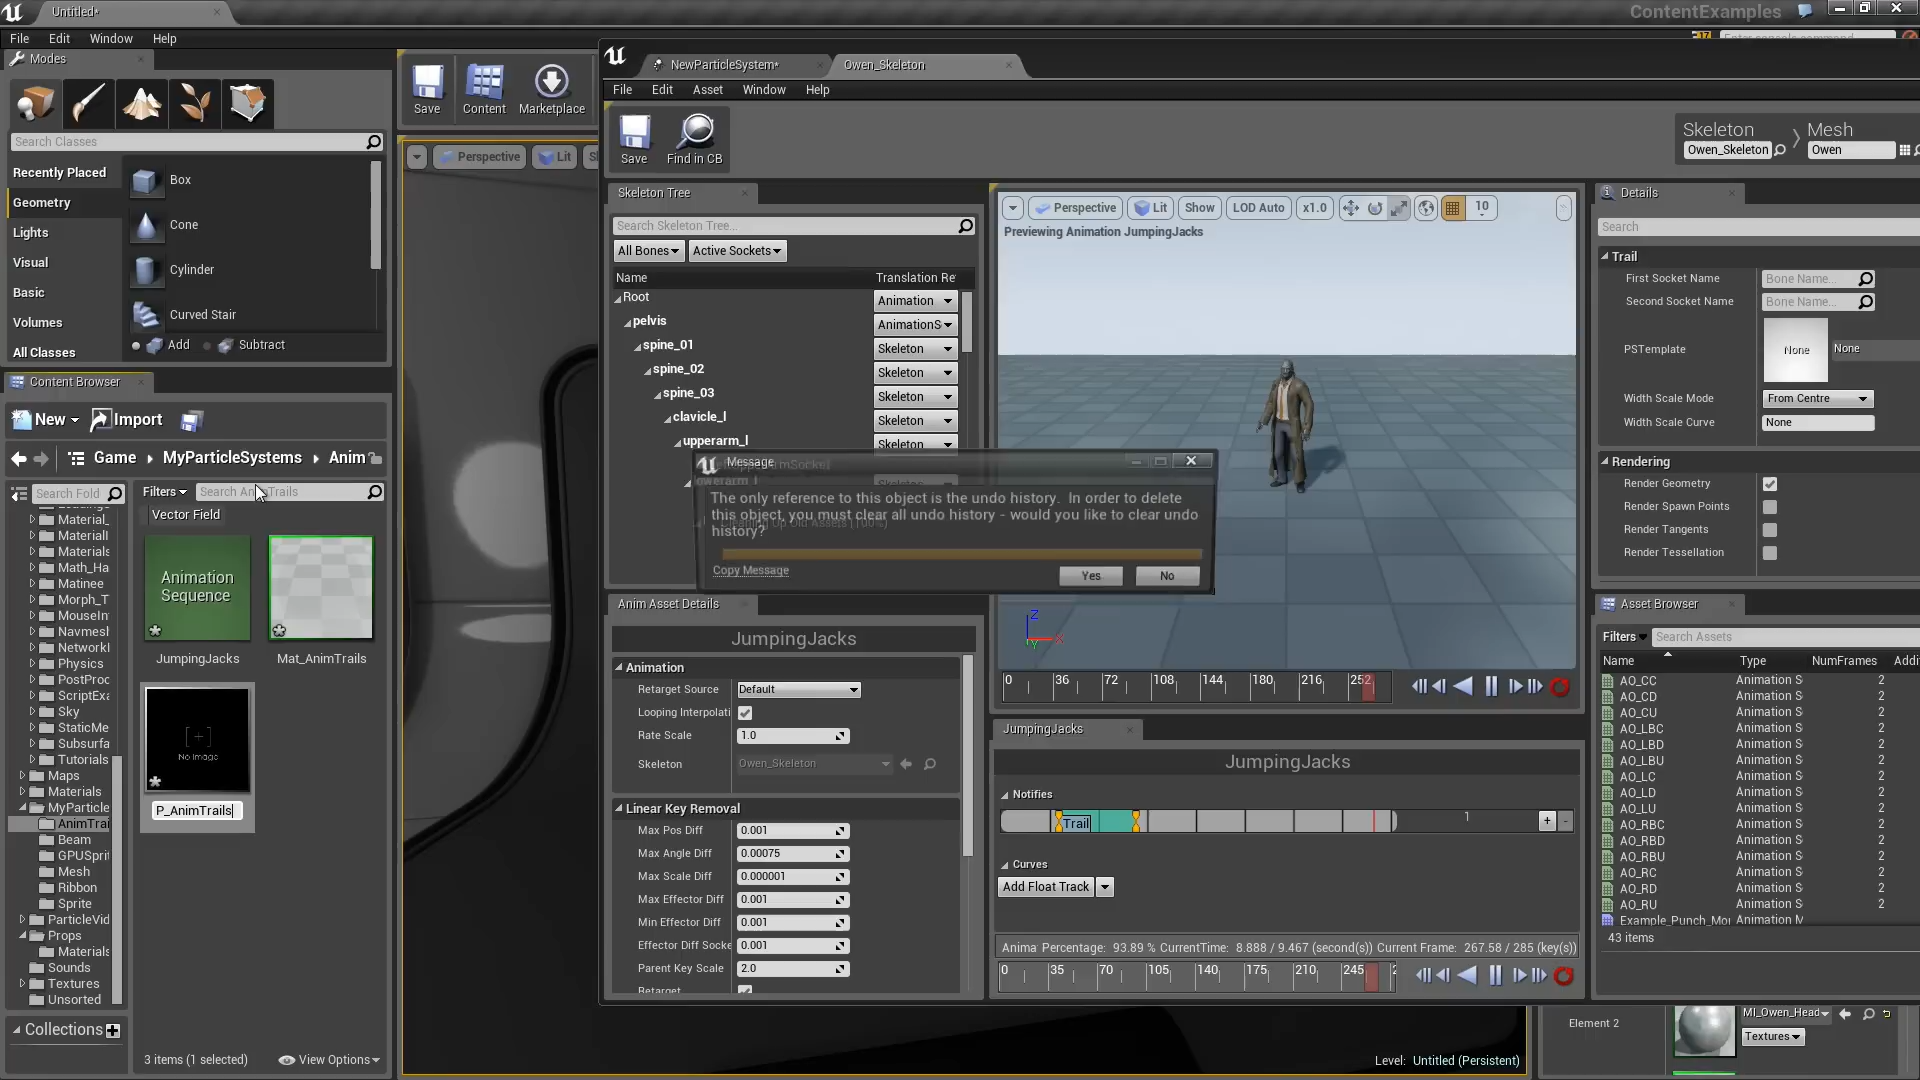 Untitled*
ContentExamples
File Edit Window Help
Modes
Search Classes
Recently Placed
Geometry
Lights
Visual
Basic
Volumes
All Classes
Box
Cone
Cylinder
Curved Stair
Add Subtract
Save Content Marketplace
Perspective Lit
Content Browser
New Import
Game MyParticleSystems Anim
Search Fold
Filters
Vector Field
Materials
Math_Ha
Matinee
Morph_T
MouseIn
Navmesh
Physics
PostProc
ScriptExa
Sky
StaticMe
Subsurfa
Tutorials
Maps
Materials
MyParticle
AnimTrai
Beam
GPUSprit
Mesh
Ribbon
Sprite
ParticleVid
Props
Materials
Sounds
Textures
Unsorted
Collections
Animation
Sequence
JumpingJacks
Mat_AnimTrails
No Image
P_AnimTrails
3 items (1 selected)
View Options
NewParticleSystem*
Owen_Skeleton
File Edit Asset Window Help
Save Find in CB
Skeleton Mesh
Owen_Skeleton Owen
Skeleton Tree
Search Skeleton Tree...
All Bones Active Sockets
Name Translation Re
Root Animation
pelvis AnimationS
spine_01 Skeleton
spine_02 Skeleton
spine_03 Skeleton
clavicle_l Skeleton
upperarm_l Skeleton
Perspective Lit Show LOD Auto x1.0 10
Previewing Animation JumpingJacks
Message
The only reference to this object is the undo history. In order to delete
this object, you must clear all undo history - would you like to clear undo
history?
Copy Message
Yes No
Z
X
Y
0 36 72 108 144 180 216 252
Anim Asset Details
JumpingJacks
Animation
Retarget Source Default
Looping Interpolati
Rate Scale 1.0
Skeleton Owen_Skeleton
Linear Key Removal
Max Pos Diff 0.001
Max Angle Diff 0.00075
Max Scale Diff 0.000001
Max Effector Diff 0.001
Min Effector Diff 0.001
Effector Diff Socke 0.001
Parent Key Scale 2.0
Retarget
JumpingJacks
JumpingJacks
Notifies
Trail
1
+ -
Curves
Add Float Track
Anima Percentage: 93.89 % CurrentTime: 8.888 / 9.467 (second(s)) Current Frame: 267.58 / 285 (key(s))
0 35 70 105 140 175 210 245
Details
Search
Trail
First Socket Name Bone Name...
Second Socket Name Bone Name...
PSTemplate None None
Width Scale Mode From Centre
Width Scale Curve None
Rendering
Render Geometry
Render Spawn Points
Render Tangents
Render Tessellation
Asset Browser
Filters Search Assets
Name Type NumFrames Addi
AO_CC Animation S 2
AO_CD Animation S 2
AO_CU Animation S 2
AO_LBC Animation S 2
AO_LBD Animation S 2
AO_LBU Animation S 2
AO_LC Animation S 2
AO_LD Animation S 2
AO_LU Animation S 2
AO_RBC Animation S 2
AO_RBD Animation S 2
AO_RBU Animation S 2
AO_RC Animation S 2
AO_RD Animation S 2
AO_RU Animation S 2
43 items
Element 2
MI_Owen_Head
Textures
Level: Untitled (Persistent)